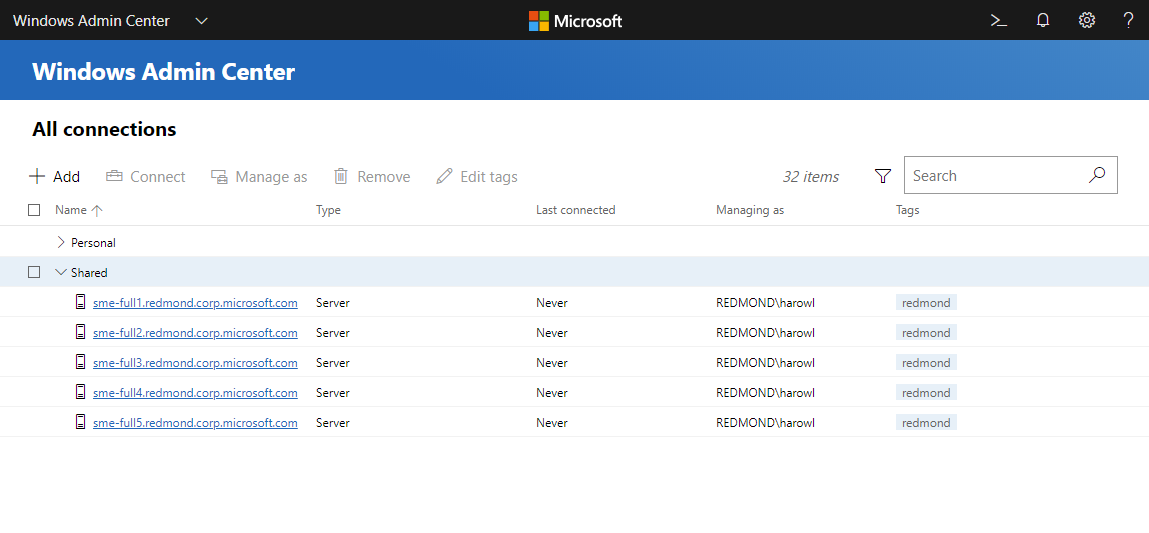 Windows Admin Center
Microsoft
Windows Admin Center
All connections
Add Connect Manage as Remove Edit tags 32 items Search
Name Type Last connected Managing as Tags
Personal
Shared
sme-full1.redmond.corp.microsoft.com Server Never REDMOND\harowl redmond
sme-full2.redmond.corp.microsoft.com Server Never REDMOND\harowl redmond
sme-full3.redmond.corp.microsoft.com Server Never REDMOND\harowl redmond
sme-full4.redmond.corp.microsoft.com Server Never REDMOND\harowl redmond
sme-full5.redmond.corp.microsoft.com Server Never REDMOND\harowl redmond